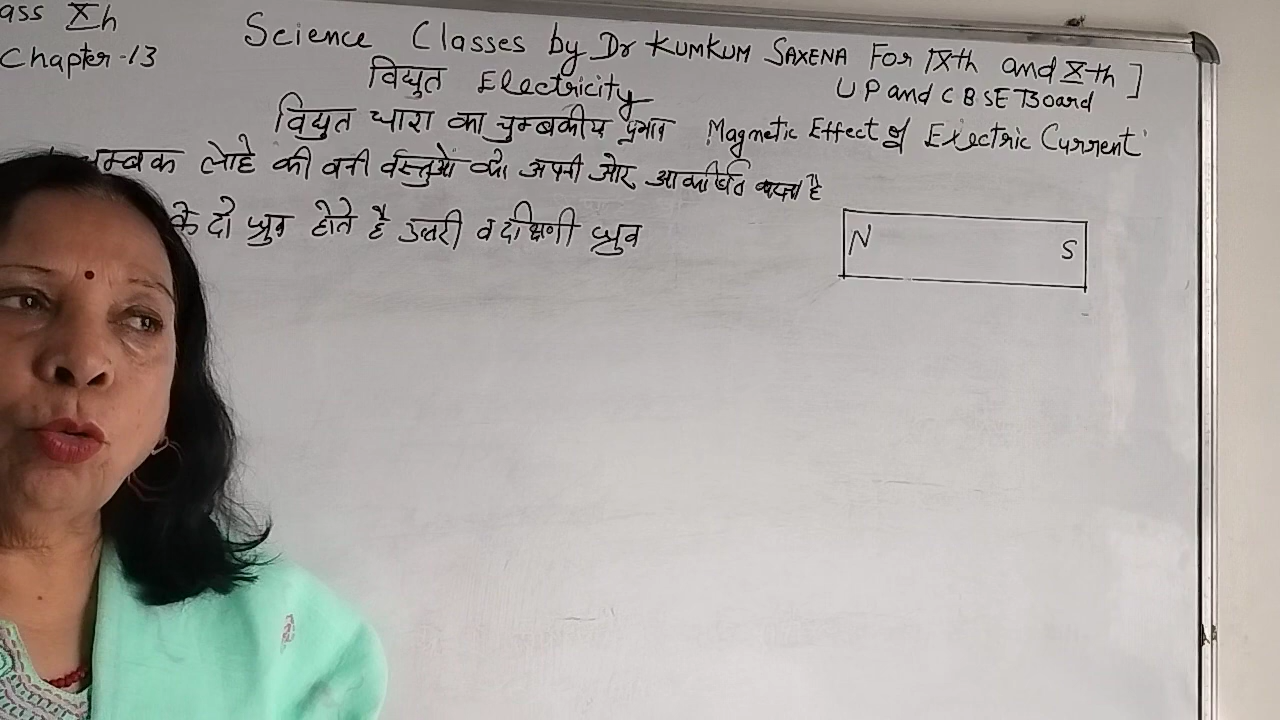 ass Xh
Chapter -13
Science Classes by Dr KUMKUM SAXENA For IXth and Xth ]
UP and CBSE Board
विद्युत Electricity
विद्युत धारा का चुम्बकीय प्रभाव Magnetic Effect of Electric Current
म्बक लोहे की बनी वस्तुओं को अपनी ओर आकर्षित करता है
के दो ध्रुव होते है उत्तरी व दक्षिणी ध्रुव
N S